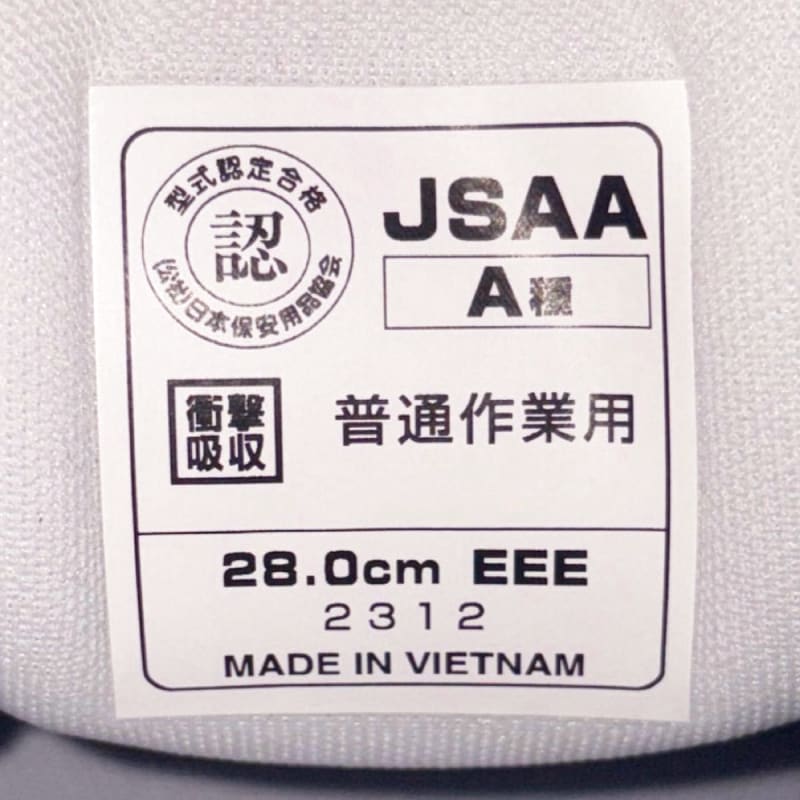 型式認定合格
認
(公社)日本保安用品協会
JSAA
A種
衝撃
吸収
普通作業用
28.0cm EEE
2312
MADE IN VIETNAM